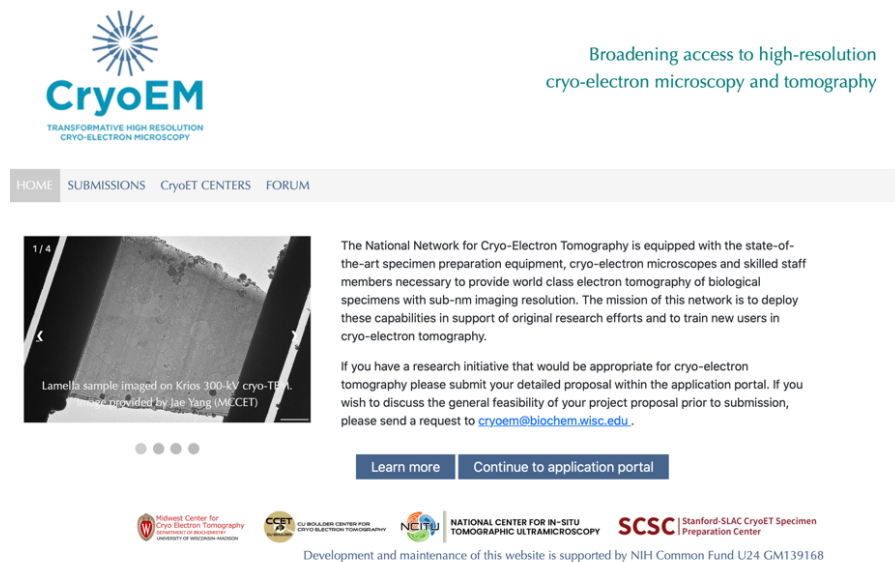 CryoEM
TRANSFORMATIVE HIGH RESOLUTION
CRYO-ELECTRON MICROSCOPY
Broadening access to high-resolution
cryo-electron microscopy and tomography
HOME SUBMISSIONS CryoET CENTERS FORUM
1 / 4
Lamella sample imaged on Krios 300-kV cryo-TEM.
Image provided by Jae Yang (MCCET)
The National Network for Cryo-Electron Tomography is equipped with the state-of-
the-art specimen preparation equipment, cryo-electron microscopes and skilled staff
members necessary to provide world class electron tomography of biological
specimens with sub-nm imaging resolution. The mission of this network is to deploy
these capabilities in support of original research efforts and to train new users in
cryo-electron tomography.
If you have a research initiative that would be appropriate for cryo-electron
tomography please submit your detailed proposal within the application portal. If you
wish to discuss the general feasibility of your project proposal prior to submission,
please send a request to cryoem@biochem.wisc.edu .
Learn more
Continue to application portal
W
Midwest Center for
Cryo Electron Tomography
DEPARTMENT OF BIOCHEMISTRY
UNIVERSITY OF WISCONSIN-MADISON
CCET
CU BOULDER
CU BOULDER CENTER FOR
CRYO ELECTRON TOMOGRAPHY
NCITU
NATIONAL CENTER FOR IN-SITU
TOMOGRAPHIC ULTRAMICROSCOPY
SCSC
Stanford-SLAC CryoET Specimen
Preparation Center
Development and maintenance of this website is supported by NIH Common Fund U24 GM139168